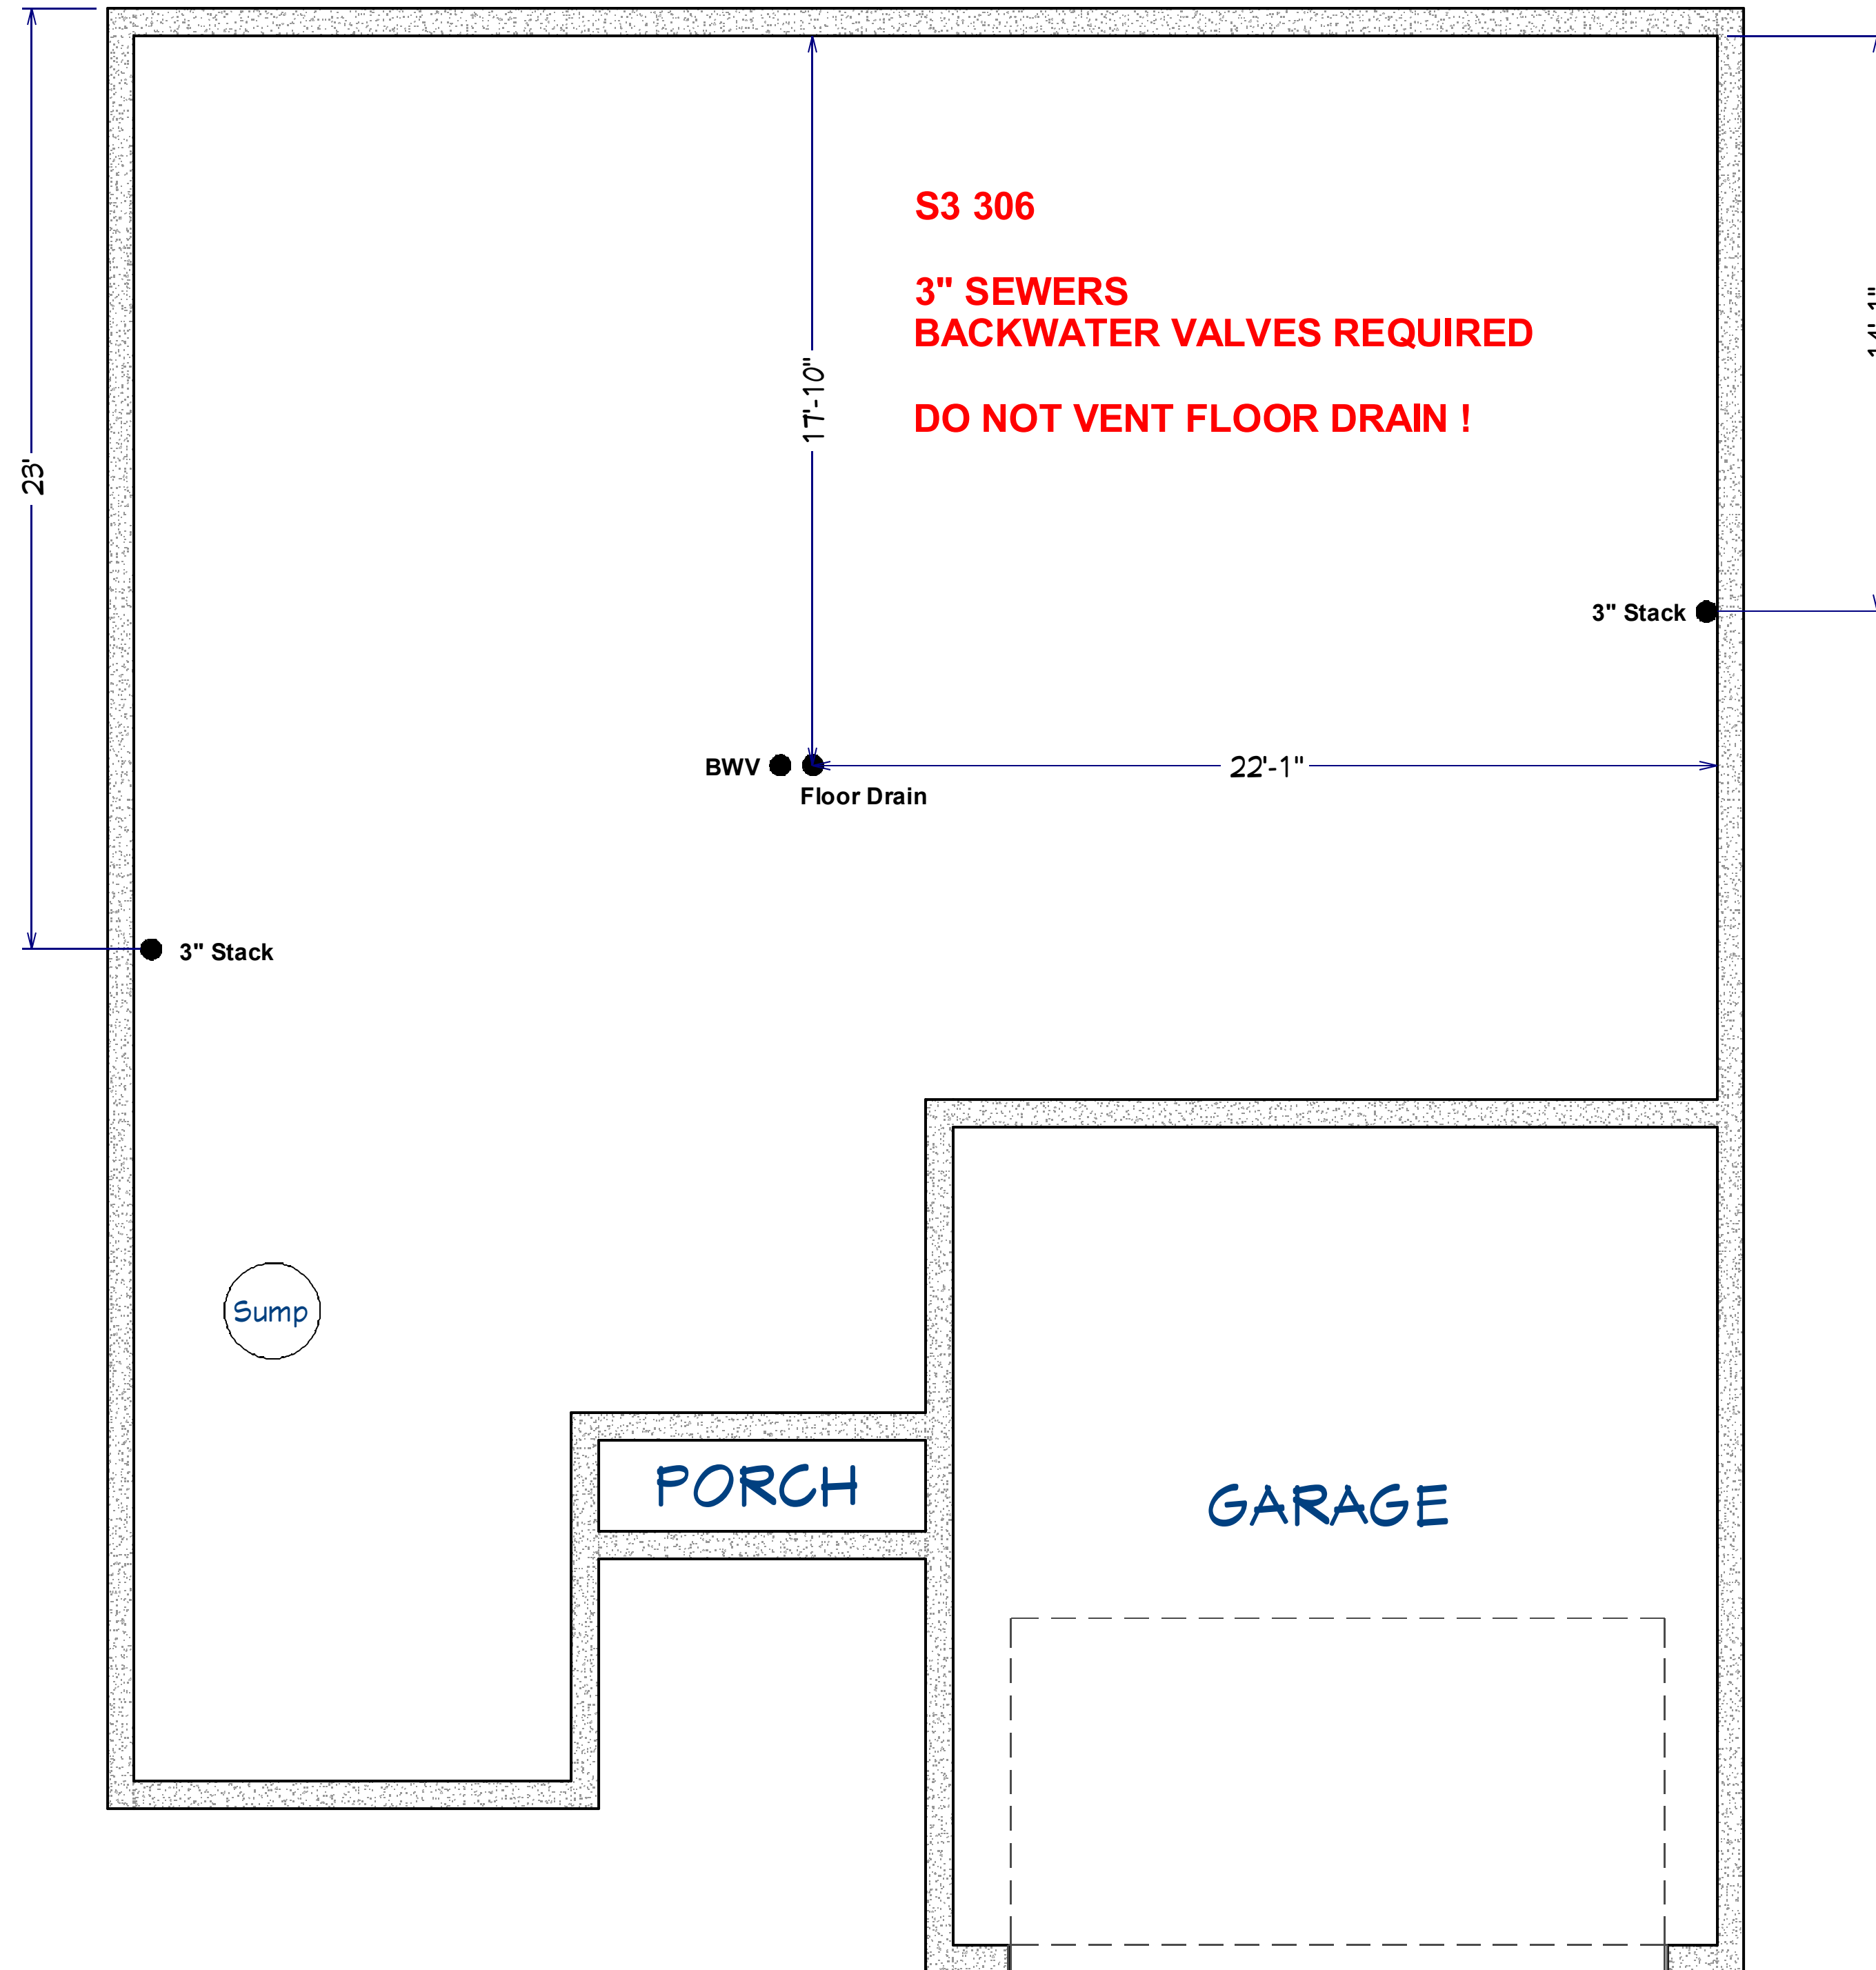 S3 306
3" SEWERS
BACKWATER VALVES REQUIRED
DO NOT VENT FLOOR DRAIN !
17'-10"
23'
3" Stack
BWV
22'-1"
Floor Drain
3" Stack
Sump
PORCH
GARAGE